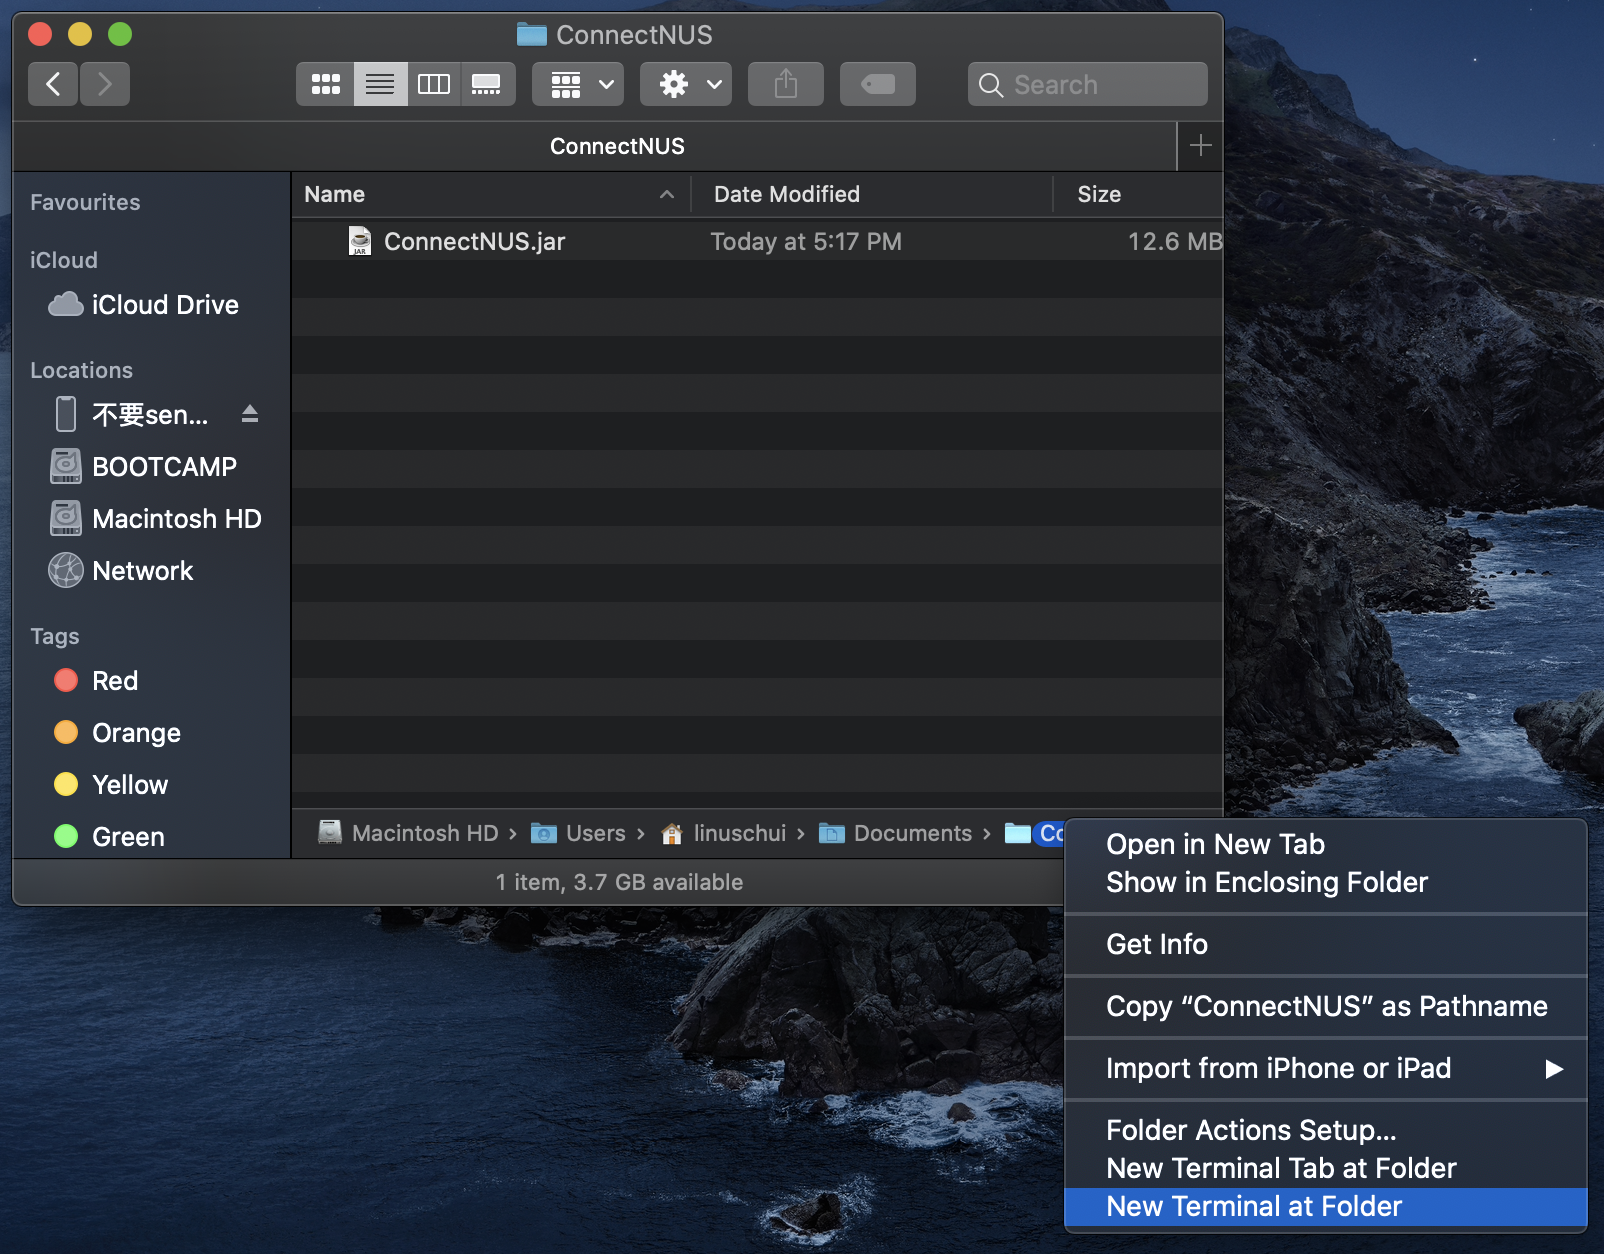 ConnectNUS
Search
ConnectNUS
Name
Date Modified
Size
Favourites
iCloud
iCloud Drive
Locations
不要sen...
BOOTCAMP
Macintosh HD
Network
Tags
Red
Orange
Yellow
Green
JAR
ConnectNUS.jar
Today at 5:17 PM
12.6 MB
Macintosh HD › Users › linuschui › Documents › Co
1 item, 3.7 GB available
Open in New Tab
Show in Enclosing Folder
Get Info
Copy “ConnectNUS” as Pathname
Import from iPhone or iPad
Folder Actions Setup...
New Terminal Tab at Folder
New Terminal at Folder